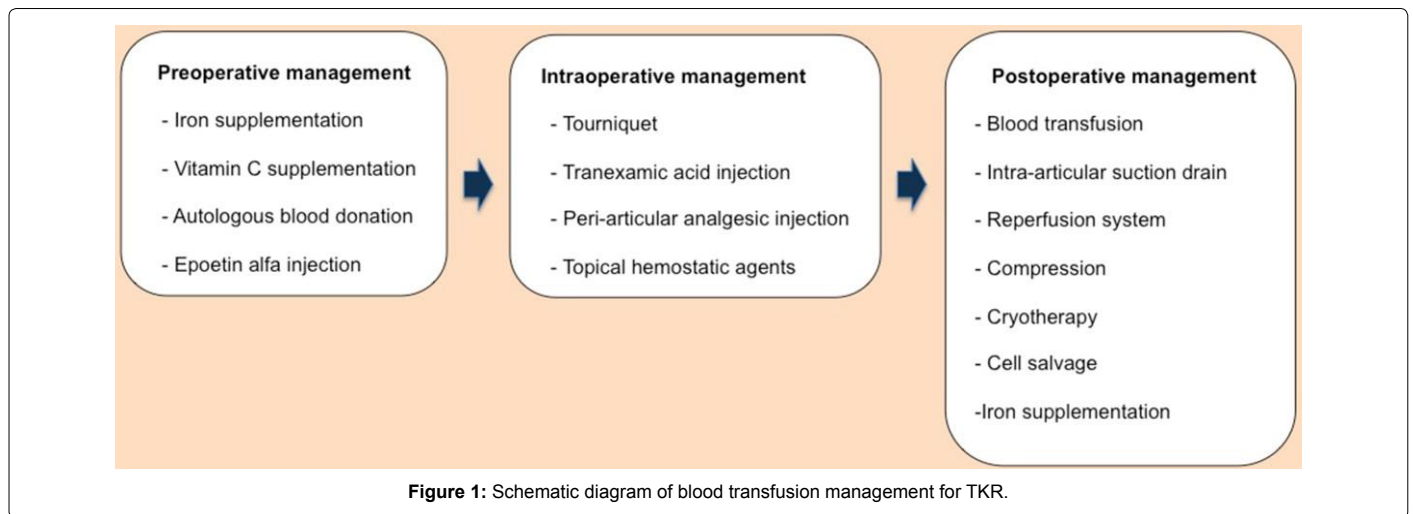 Preoperative management
- Iron supplementation
- Vitamin C supplementation
- Autologous blood donation
- Epoetin alfa injection
Intraoperative management
- Tourniquet
- Tranexamic acid injection
- Peri-articular analgesic injection
- Topical hemostatic agents
Postoperative management
- Blood transfusion
- Intra-articular suction drain
- Reperfusion system
- Compression
- Cryotherapy
- Cell salvage
-Iron supplementation
Figure 1: Schematic diagram of blood transfusion management for TKR.